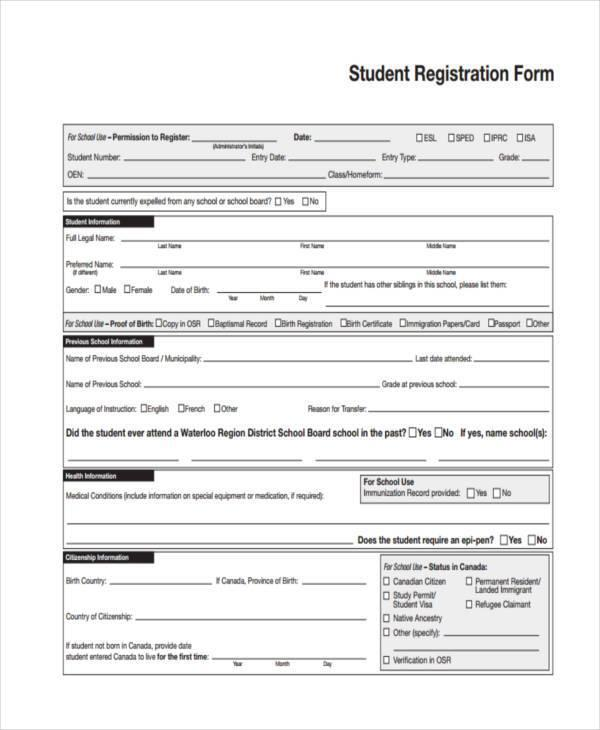 Student Registration Form
For School Use – Permission to Register: Date: ☐ESL ☐SPED ☐IPRC ☐ISA
(Administrator's Initials)
Student Number: Entry Date: Entry Type: Grade:
OEN: Class/Homeform:
Is the student currently expelled from any school or school board? ☐ Yes ☐ No
Student Information
Full Legal Name:
Last Name First Name Middle Name
Preferred Name:
(if different) Last Name First Name Middle Name
Gender: ☐Male ☐Female Date of Birth: If the student has other siblings in this school, please list them:
Year Month Day
For School Use – Proof of Birth: ☐Copy in OSR ☐Baptismal Record ☐Birth Registration ☐Birth Certificate ☐Immigration Papers/Card ☐Passport ☐Other
Previous School Information
Name of Previous School Board / Municipality: Last date attended:
Name of Previous School: Grade at previous school:
Language of Instruction: ☐English ☐French ☐Other Reason for Transfer:
Did the student ever attend a Waterloo Region District School Board school in the past? ☐Yes ☐No If yes, name school(s):
Health Information
Medical Conditions (include information on special equipment or medication, if required):
For School Use
Immunization Record provided: ☐ Yes ☐ No
Does the student require an epi-pen? ☐Yes ☐No
Citizenship Information
Birth Country: If Canada, Province of Birth:
Country of Citizenship:
If student not born in Canada, provide date
student entered Canada to live for the first time:
Year Month Day
For School Use – Status in Canada:
☐ Canadian Citizen ☐ Permanent Resident/
Landed Immigrant
☐ Study Permit/
Student Visa ☐ Refugee Claimant
☐ Native Ancestry
☐ Other (specify):
☐ Verification in OSR